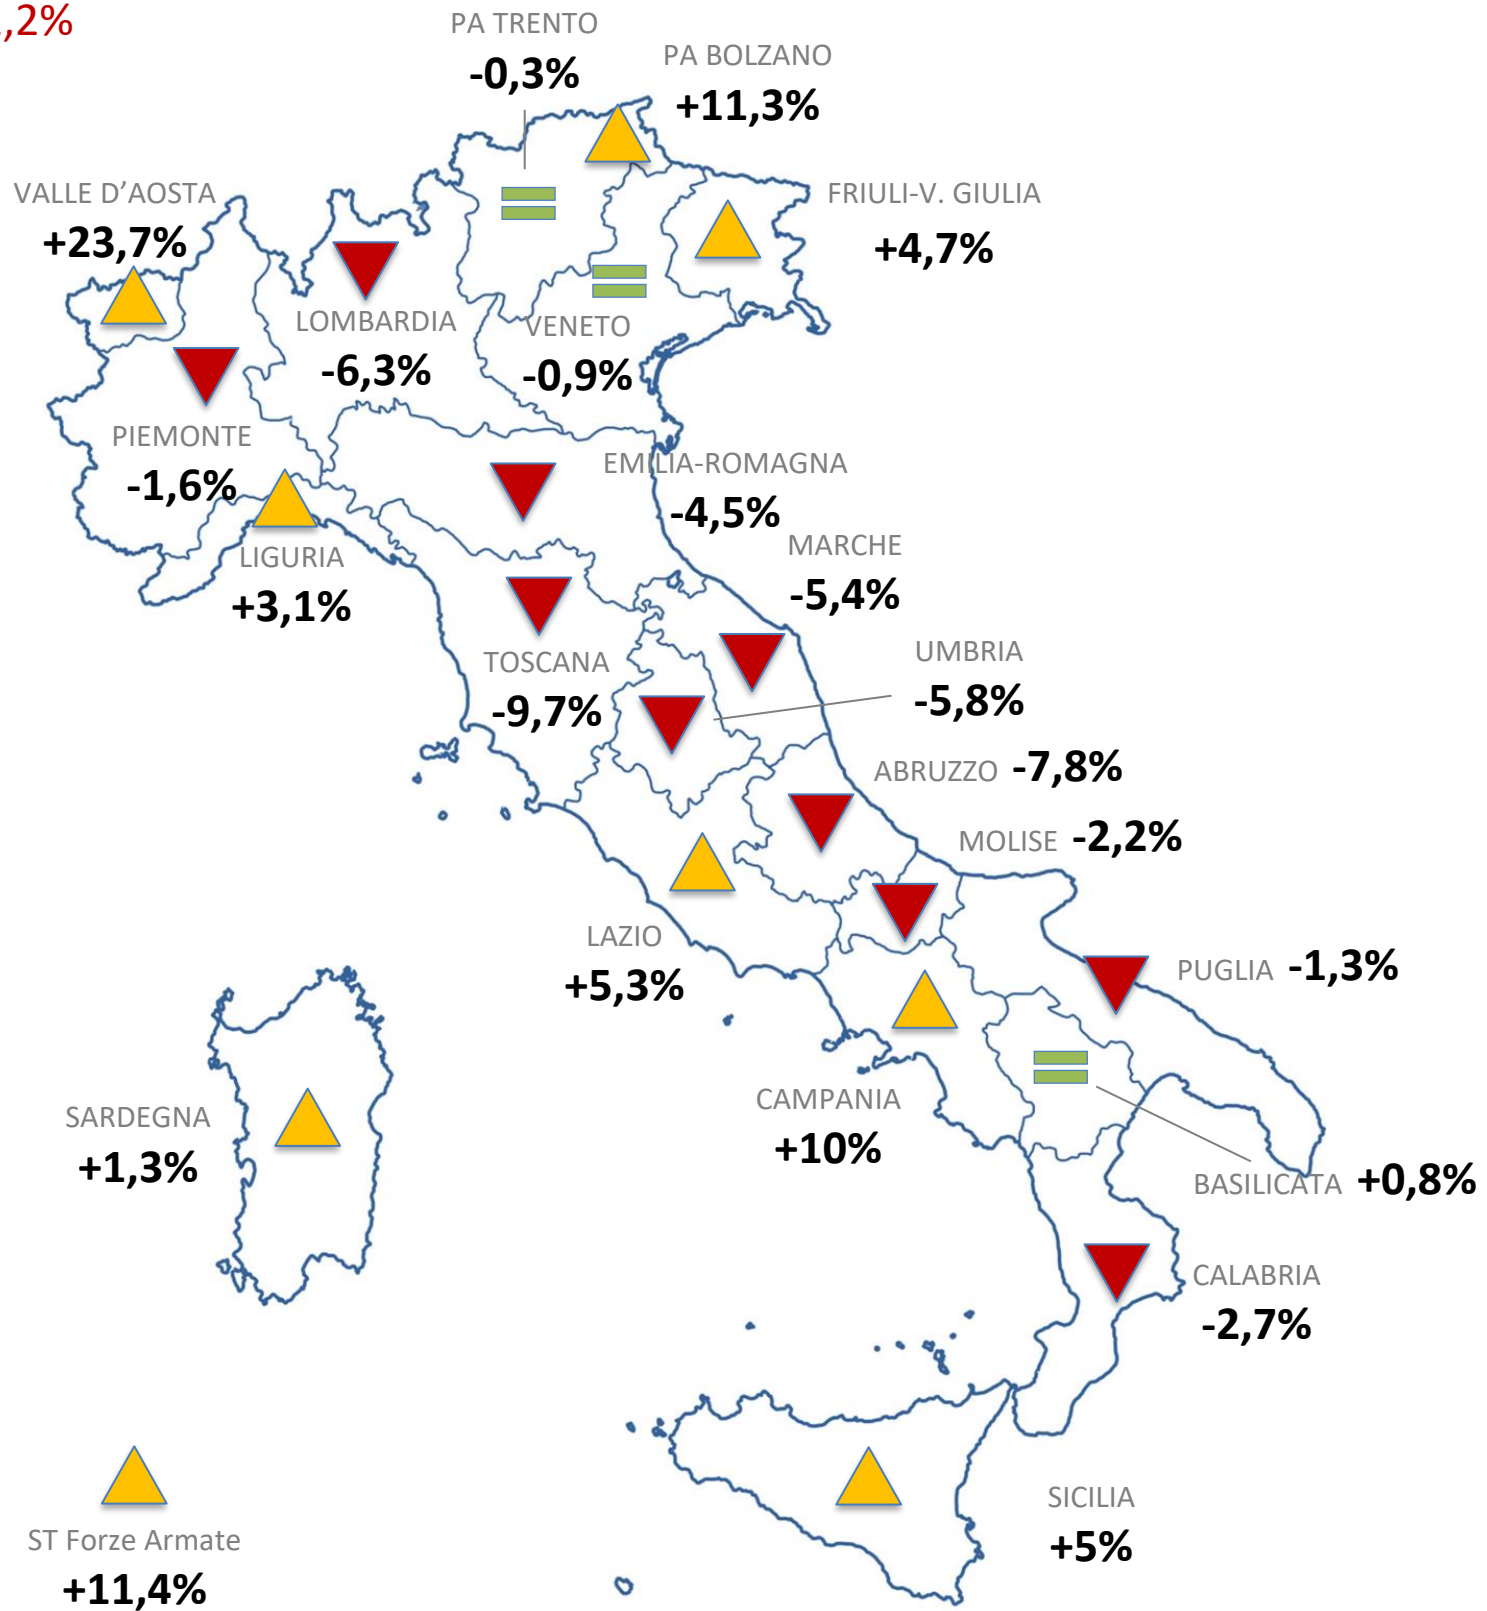 ,2%
PA TRENTO
-0,3%
PA BOLZANO
+11,3%
VALLE D’AOSTA
+23,7%
FRIULI-V. GIULIA
+4,7%
LOMBARDIA
-6,3%
VENETO
-0,9%
PIEMONTE
-1,6%
EMILIA-ROMAGNA
-4,5%
LIGURIA
+3,1%
MARCHE
-5,4%
TOSCANA
-9,7%
UMBRIA
-5,8%
ABRUZZO -7,8%
MOLISE -2,2%
LAZIO
+5,3%
PUGLIA -1,3%
SARDEGNA
+1,3%
CAMPANIA
+10%
BASILICATA +0,8%
CALABRIA
-2,7%
SICILIA
+5%
ST Forze Armate
+11,4%